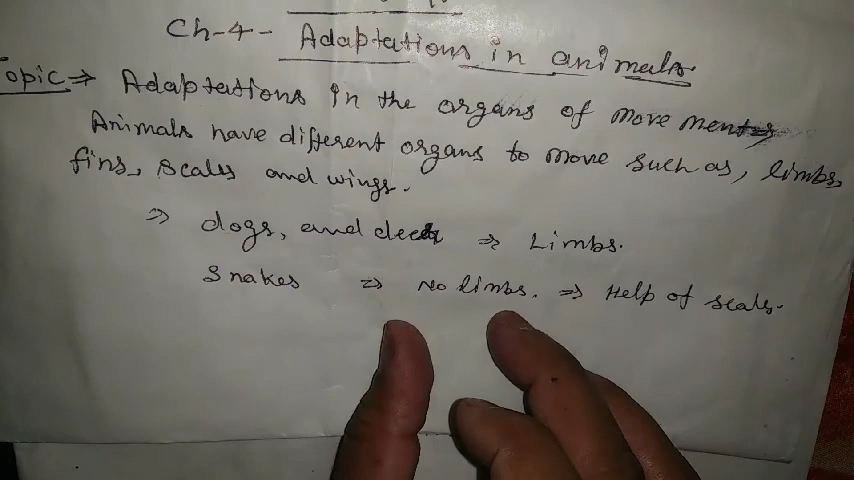 Ch-4- Adaptations in animals.
Topic ⇒ Adaptations in the organs of movements
Animals have different organs to move such as, limbs,
fins, scales and wings.
⇒ dogs, and deer ⇒ Limbs.
Snakes ⇒ No limbs. ⇒ Help of scals.